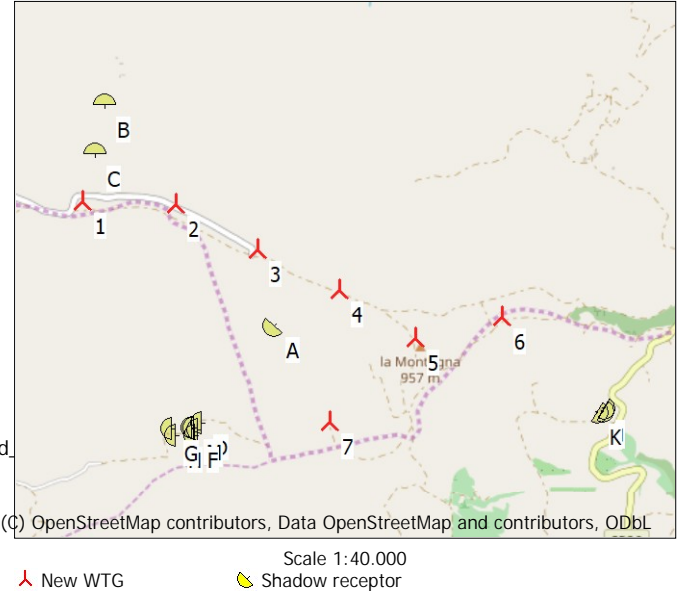 B
C
1
2
3
4
A
5
6
la Montagna
957 m
7
K
G F
d_
(C) OpenStreetMap contributors, Data OpenStreetMap and contributors, ODbL
Scale 1:40.000
New WTG
Shadow receptor